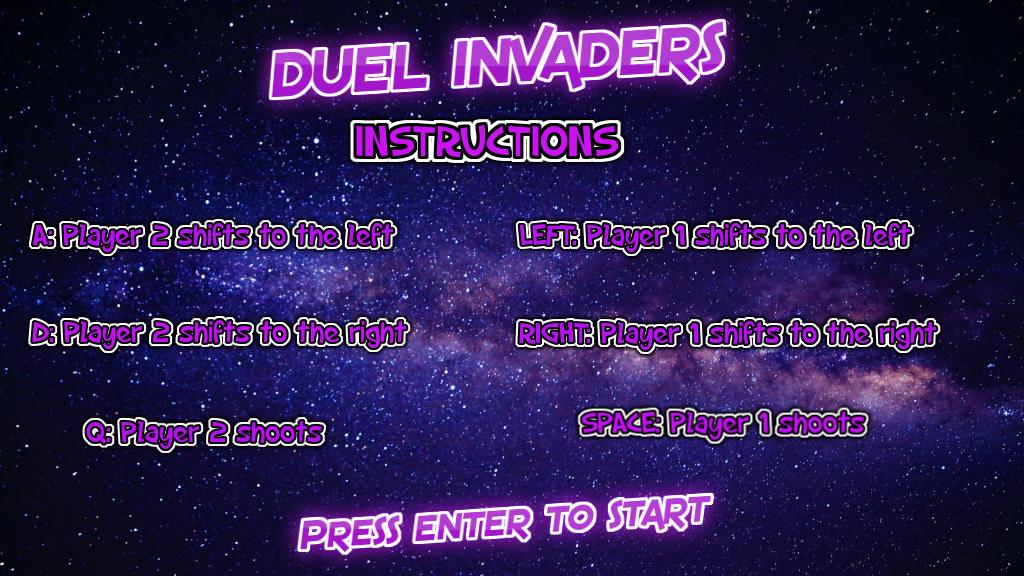 DUEL INVADERS
INSTRUCTIONS
A: Player 2 shifts to the left
LEFT: Player 1 shifts to the left
D: Player 2 shifts to the right
RIGHT: Player 1 shifts to the right
Q: Player 2 shoots
SPACE: Player 1 shoots
PRESS ENTER TO START